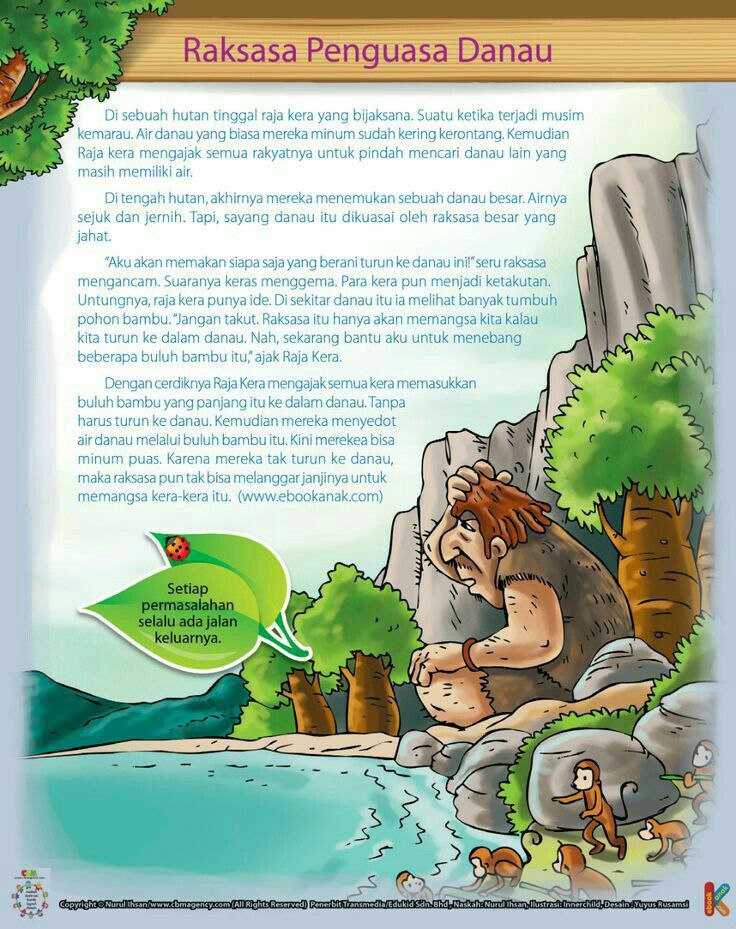 Raksasa Penguasa Danau
Di sebuah hutan tinggal raja kera yang bijaksana. Suatu ketika terjadi musim
kemarau. Air danau yang biasa mereka minum sudah kering kerontang. Kemudian
Raja kera mengajak semua rakyatnya untuk pindah mencari danau lain yang
masih memiliki air.
Di tengah hutan, akhirnya mereka menemukan sebuah danau besar. Airnya
sejuk dan jernih. Tapi, sayang danau itu dikuasai oleh raksasa besar yang
jahat.
“Aku akan memakan siapa saja yang berani turun ke danau ini!” seru raksasa
mengancam. Suaranya keras menggema. Para kera pun menjadi ketakutan.
Untungnya, raja kera punya ide. Di sekitar danau itu ia melihat banyak tumbuh
pohon bambu. “Jangan takut. Raksasa itu hanya akan memangsa kita kalau
kita turun ke dalam danau. Nah, sekarang bantu aku untuk menebang
beberapa buluh bambu itu,” ajak Raja Kera.
Dengan cerdiknya Raja Kera mengajak semua kera memasukkan
buluh bambu yang panjang itu ke dalam danau. Tanpa
harus turun ke danau. Kemudian mereka menyedot
air danau melalui buluh bambu itu. Kini merekea bisa
minum puas. Karena mereka tak turun ke danau,
maka raksasa pun tak bisa melanggar janjinya untuk
memangsa kera-kera itu. (www.ebookanak.com)
Setiap
permasalahan
selalu ada jalan
keluarnya.
Copyright © Nurul Ihsan/www.cbmagency.com (All Rights Reserved) Penerbit Transmedia/Edukid Sdn. Bhd, Naskah: Nurul Ihsan, Ilustrasi: Innerchild, Desain : Yuyus Rusamsi
ebook
anak